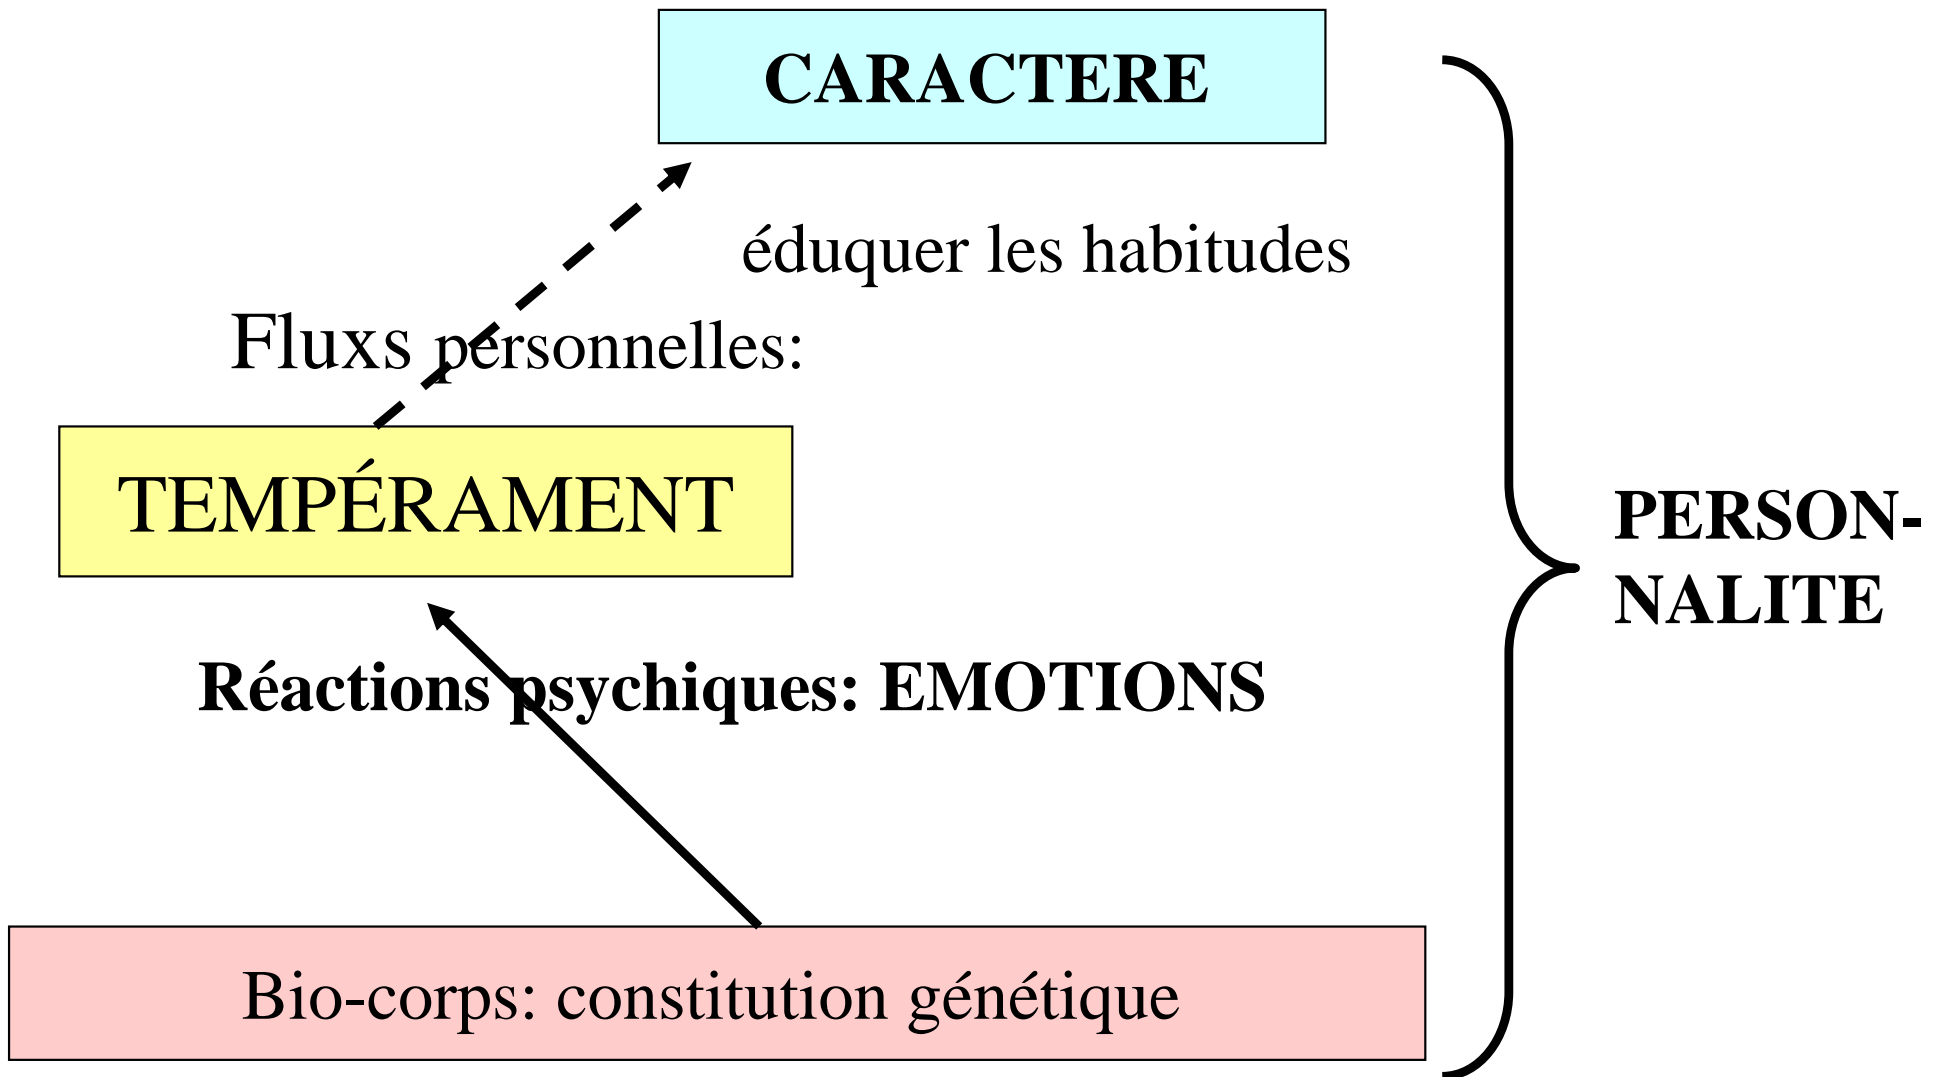 CARACTERE
éduquer les habitudes
Fluxs personnelles:
TEMPÉRAMENT
PERSON-
NALITE
Réactions psychiques: EMOTIONS
Bio-corps: constitution génétique